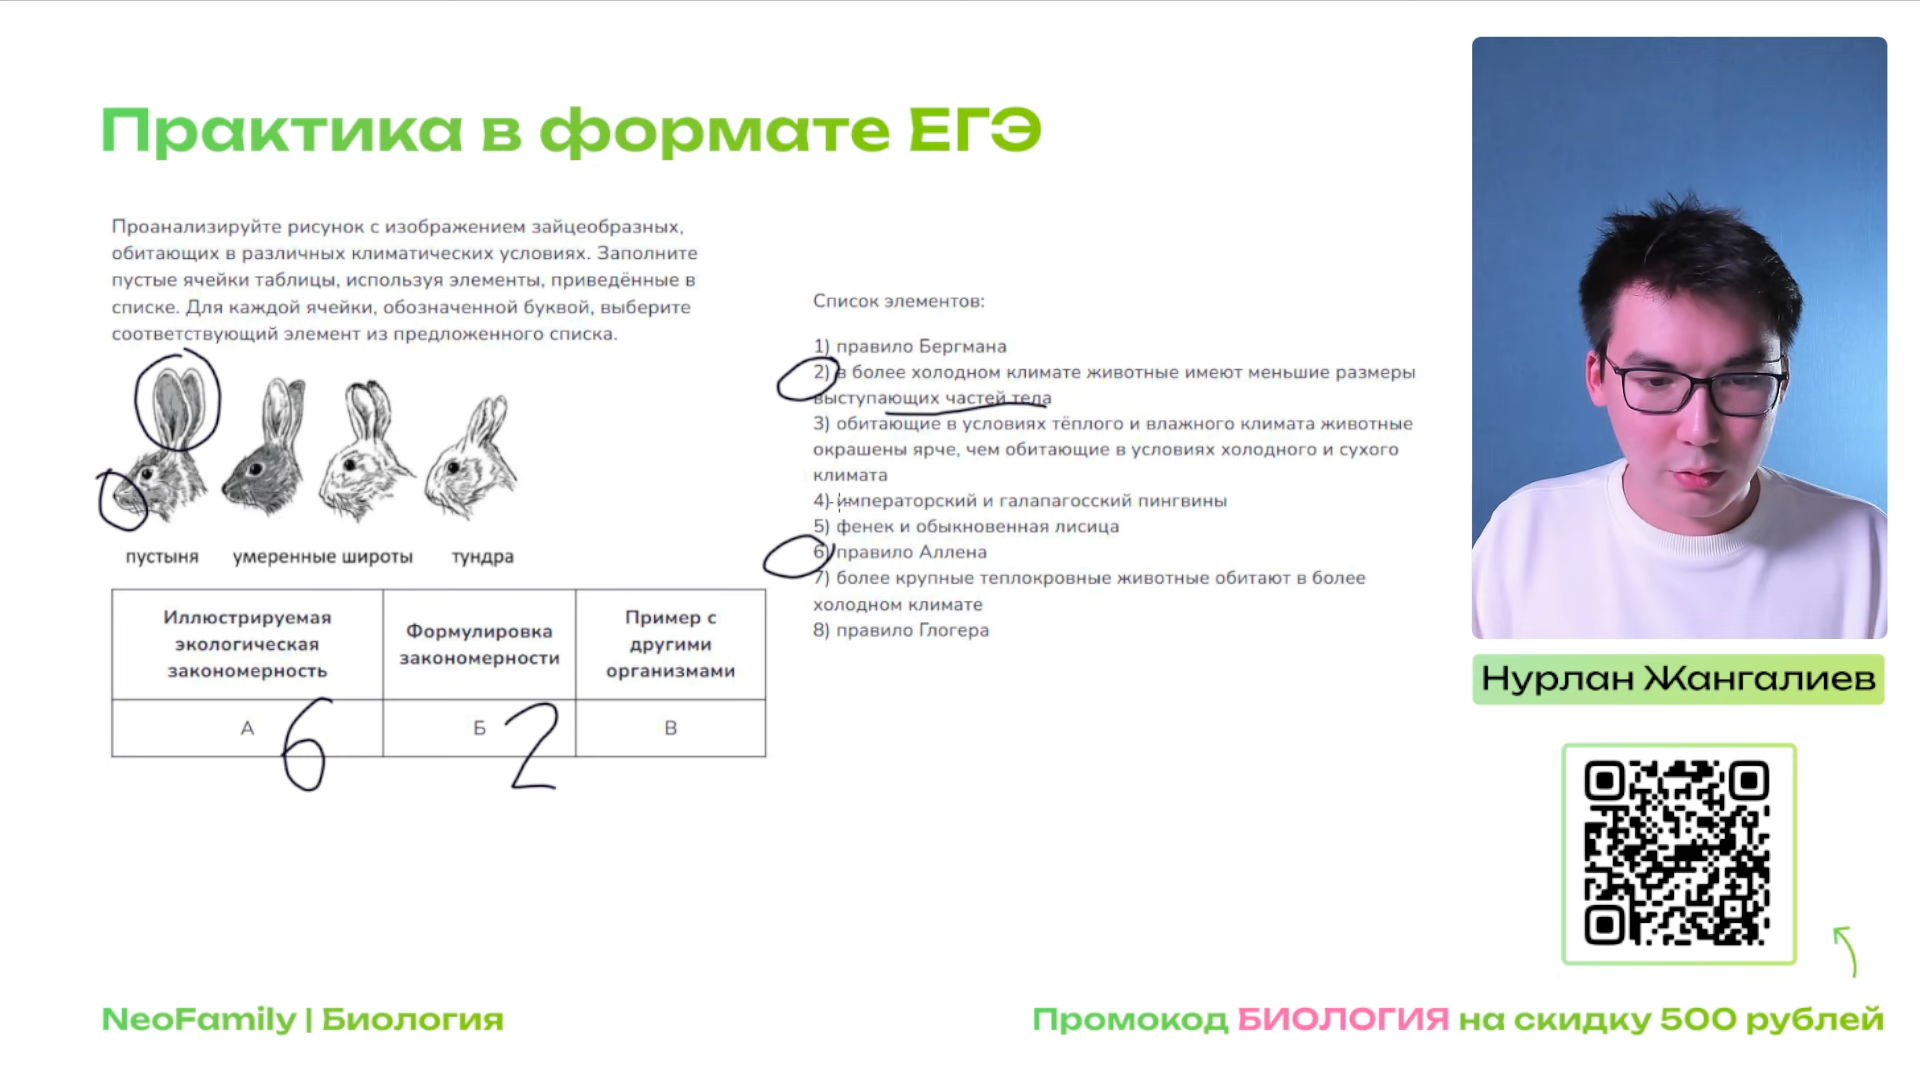 Практика в формате ЕГЭ
Проанализируйте рисунок с изображением зайцеобразных,
обитающих в различных климатических условиях. Заполните
пустые ячейки таблицы, используя элементы, приведённые в
списке. Для каждой ячейки, обозначенной буквой, выберите
соответствующий элемент из предложенного списка.
пустыня умеренные широты тундра
Иллюстрируемая
экологическая
закономерность
Формулировка
закономерности
Пример с
другими
организмами
А 6
Б 2
В
Список элементов:
1) правило Бергмана
2) в более холодном климате животные имеют меньшие размеры
выступающих частей тела
3) обитающие в условиях тёплого и влажного климата животные
окрашены ярче, чем обитающие в условиях холодного и сухого
климата
4) императорский и галапагосский пингвины
5) фенек и обыкновенная лисица
6) правило Аллена
7) более крупные теплокровные животные обитают в более
холодном климате
8) правило Глогера
Нурлан Жангалиев
NeoFamily | Биология
Промокод БИОЛОГИЯ на скидку 500 рублей